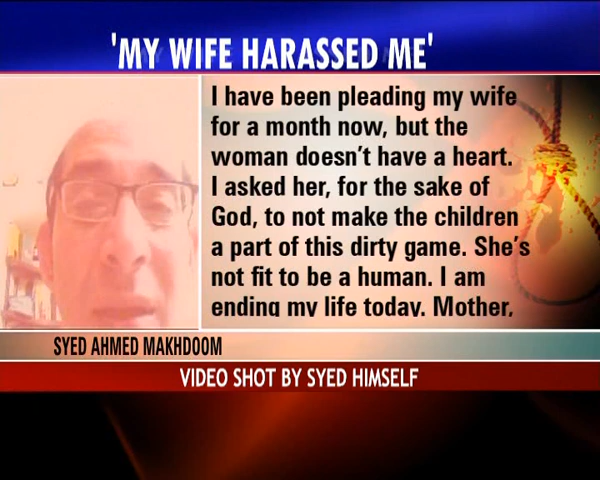 'MY WIFE HARASSED ME'
I have been pleading my wife
for a month now, but the
woman doesn't have a heart.
I asked her, for the sake of
God, to not make the children
a part of this dirty game. She's
not fit to be a human. I am
ending my life today. Mother,
SYED AHMED MAKHDOOM
VIDEO SHOT BY SYED HIMSELF